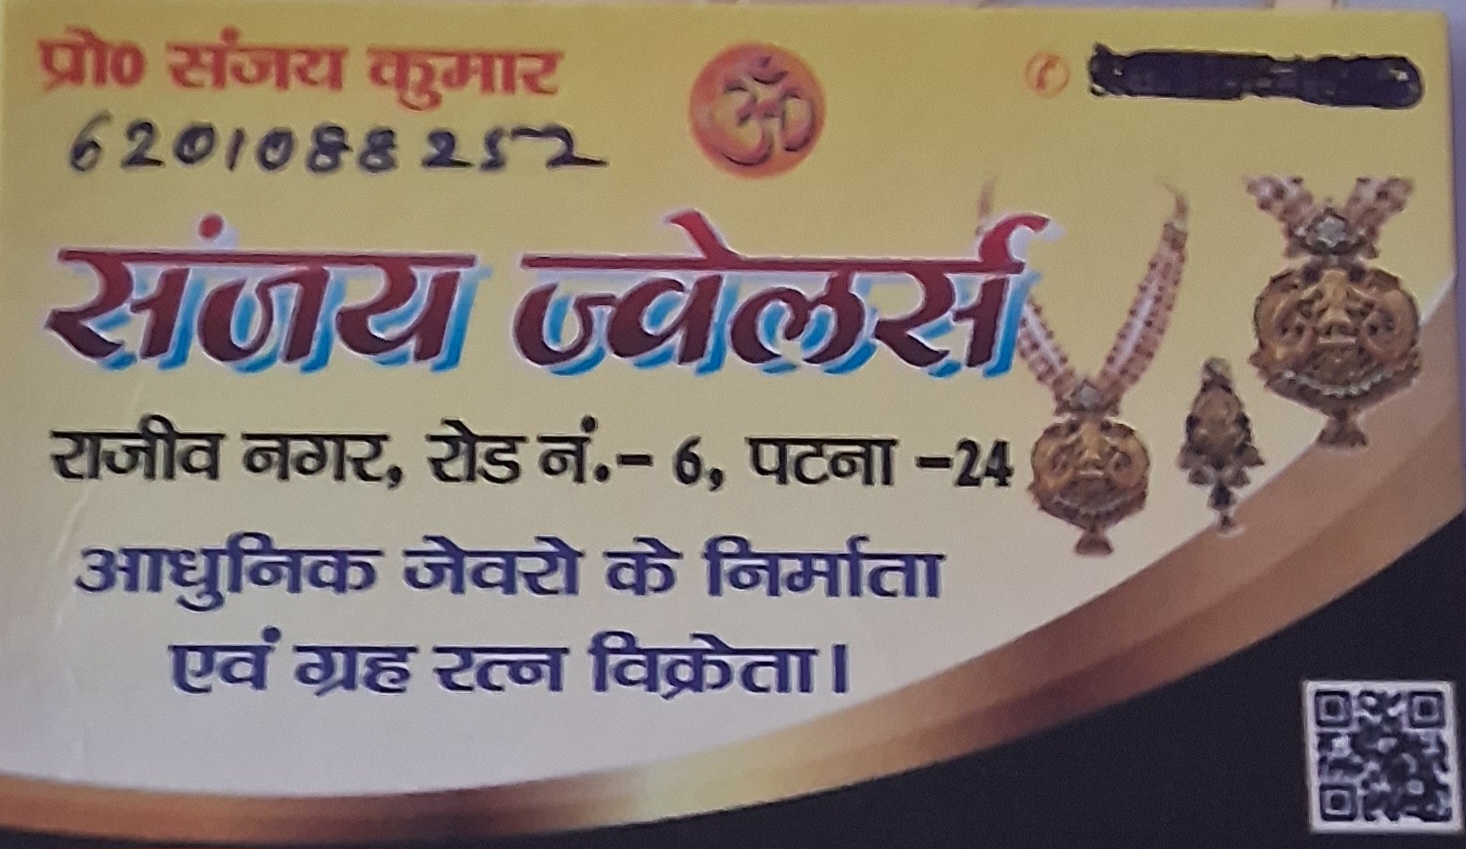 प्रो० संजय कुमार
6201088252
ॐ
संजय ज्वेलर्स
राजीव नगर, रोड नं.- 6, पटना -24
आधुनिक जेवरो के निर्माता
एवं ग्रह रत्न विक्रेता।